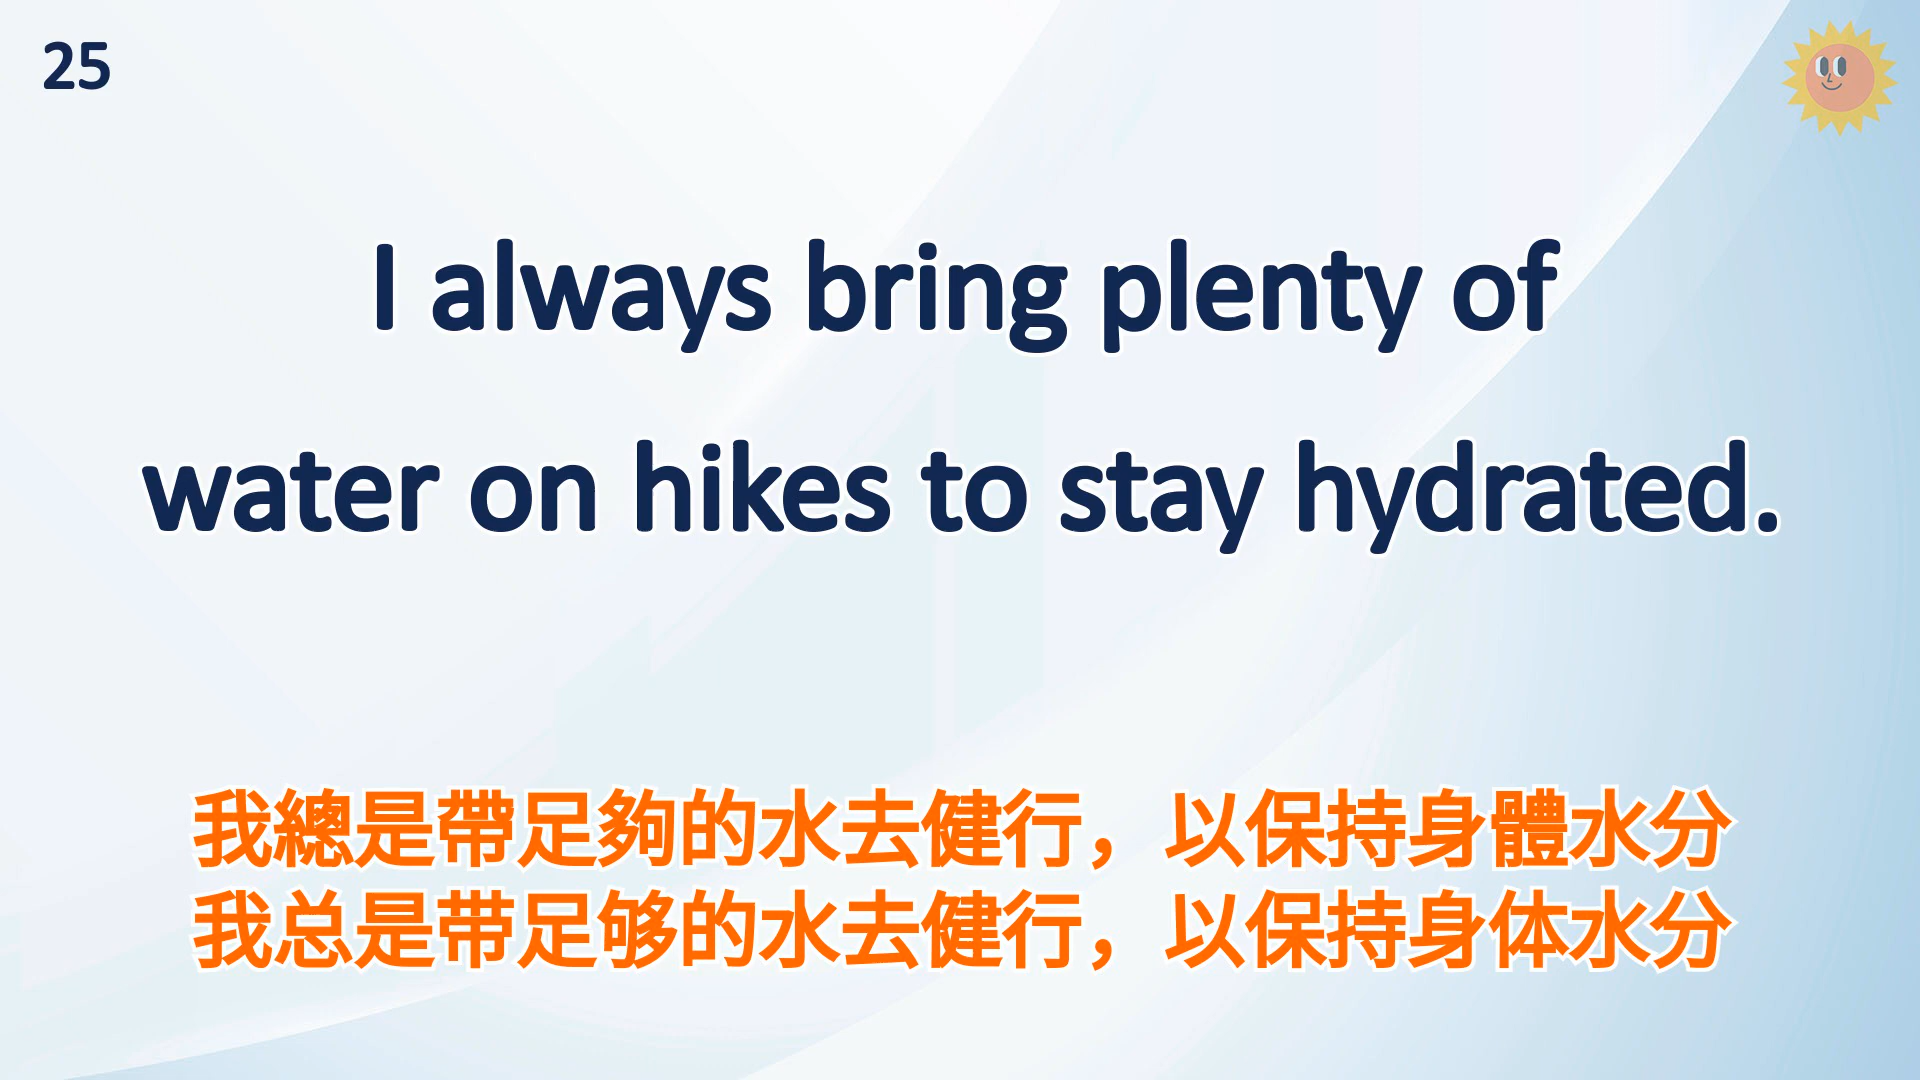 25
I always bring plenty of
water on hikes to stay hydrated.
我總是帶足夠的水去健行，以保持身體水分
我总是带足够的水去健行，以保持身体水分